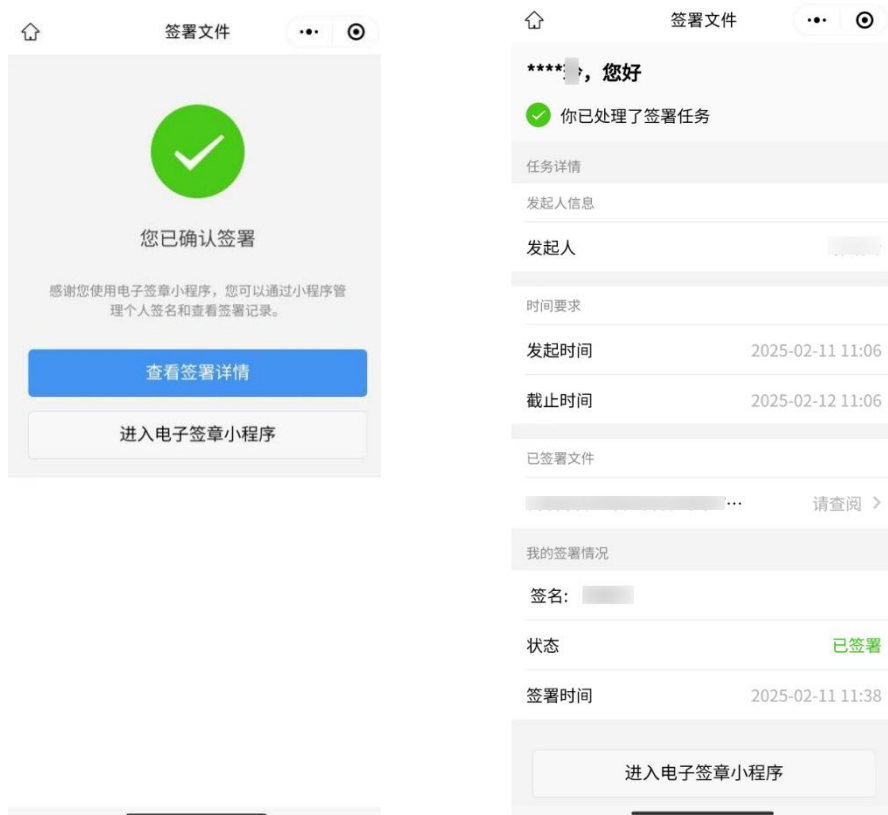 签署文件
您已确认签署
感谢您使用电子签章小程序，您可以通过小程序管
理个人签名和查看签署记录。
查看签署详情
进入电子签章小程序
签署文件
****，您好
你已处理了签署任务
任务详情
发起人信息
发起人
时间要求
发起时间 2025-02-11 11:06
截止时间 2025-02-12 11:06
已签署文件
… 请查阅 >
我的签署情况
签名:
状态 已签署
签署时间 2025-02-11 11:38
进入电子签章小程序